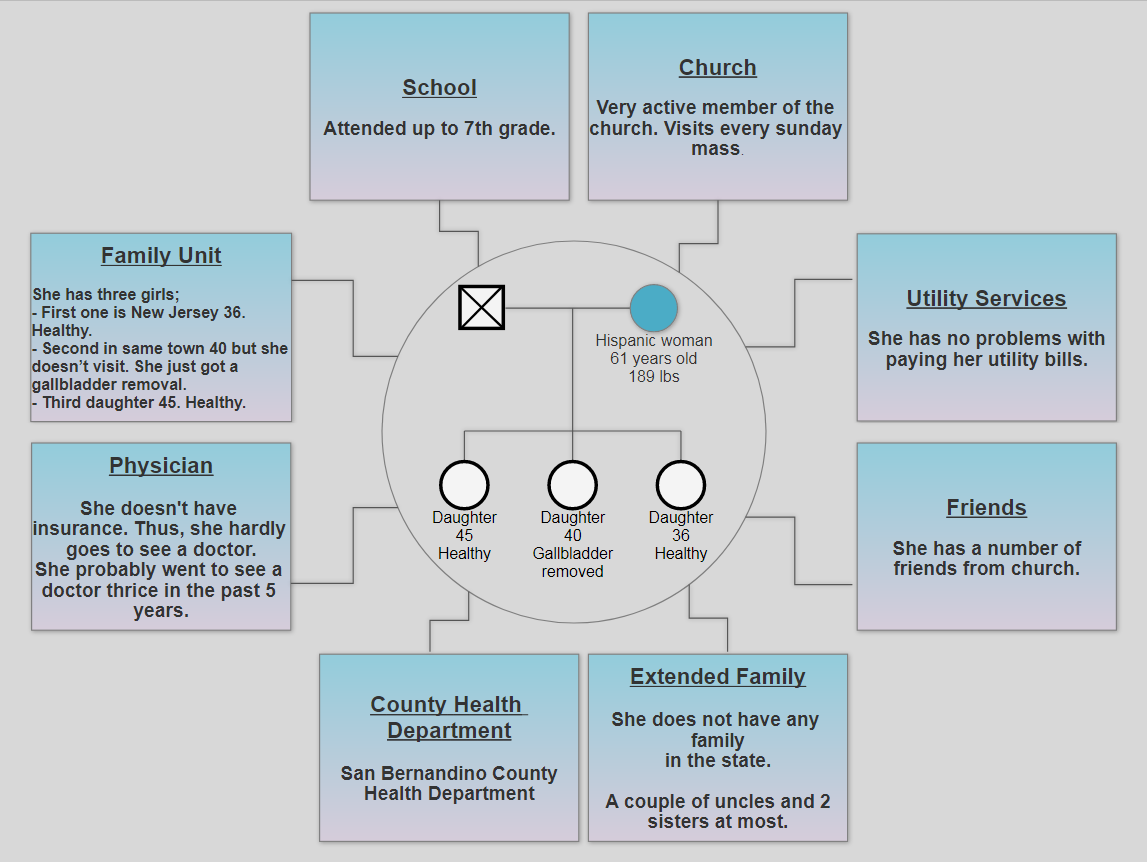 School
Attended up to 7th grade.
Church
Very active member of the
church. Visits every sunday
mass.
Family Unit
She has three girls;
- First one is New Jersey 36.
Healthy.
- Second in same town 40 but she
doesn’t visit. She just got a
gallbladder removal.
- Third daughter 45. Healthy.
Hispanic woman
61 years old
189 lbs
Utility Services
She has no problems with
paying her utility bills.
Physician
She doesn't have
insurance. Thus, she hardly
goes to see a doctor.
She probably went to see a
doctor thrice in the past 5
years.
Daughter
45
Healthy
Daughter
40
Gallbladder
removed
Daughter
36
Healthy
Friends
She has a number of
friends from church.
County Health
Department
San Bernandino County
Health Department
Extended Family
She does not have any
family
in the state.
A couple of uncles and 2
sisters at most.